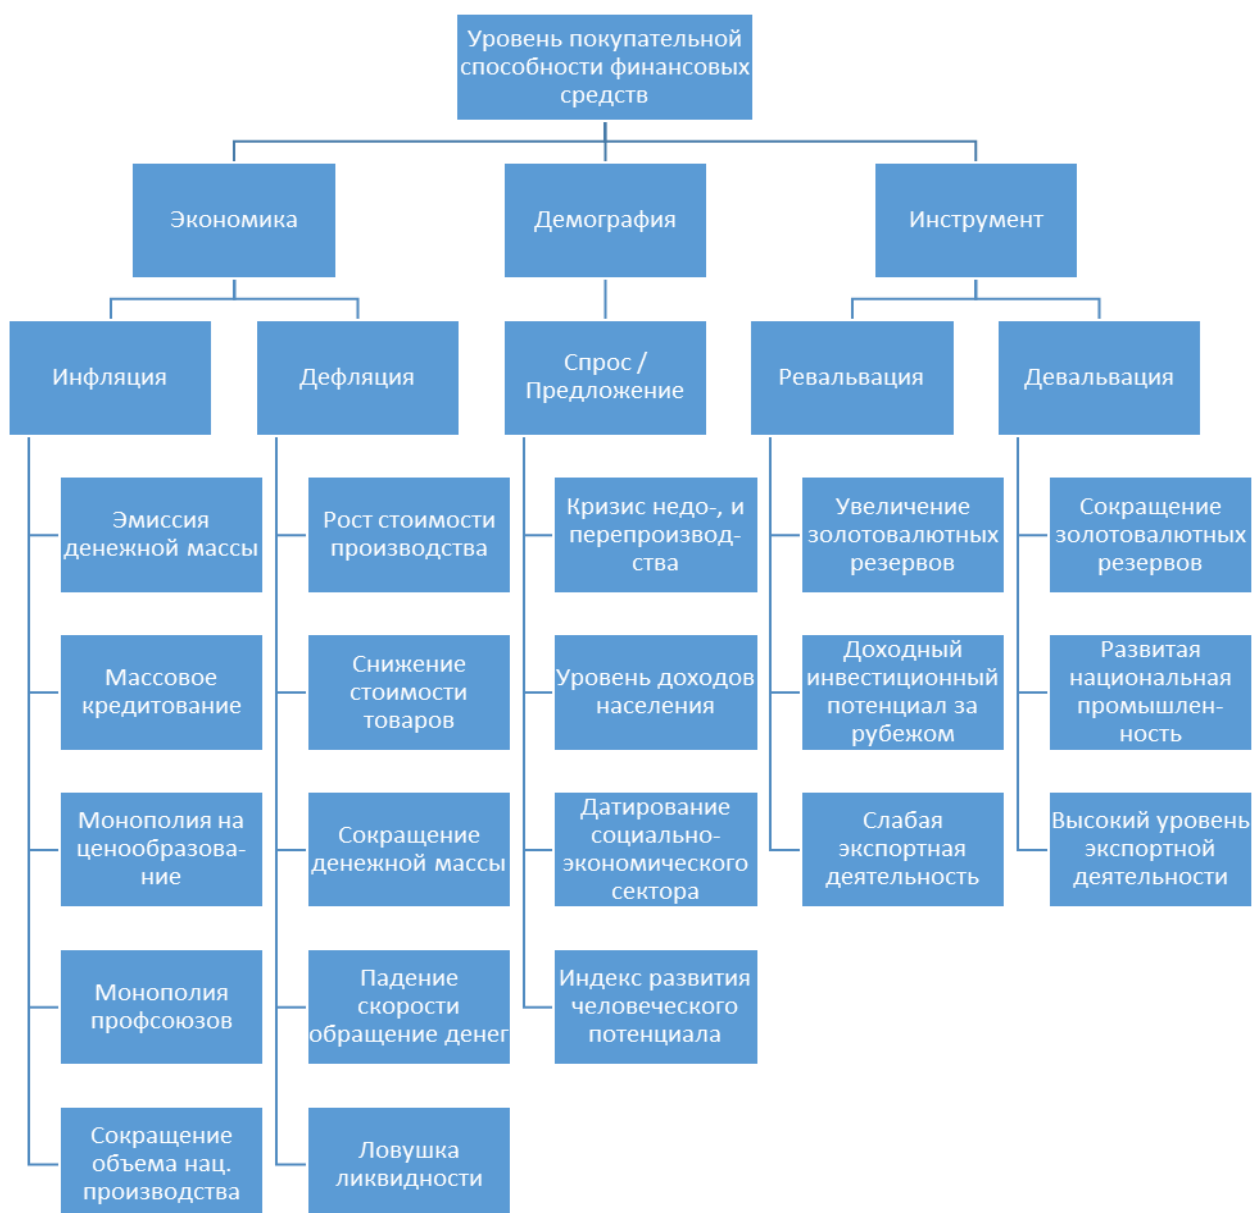 Уровень покупательной
способности финансовых
средств
Экономика
Демография
Инструмент
Инфляция
Дефляция
Спрос /
Предложение
Ревальвация
Девальвация
Эмиссия
денежной массы
Массовое
кредитование
Монополия на
ценообразова-
ние
Монополия
профсоюзов
Сокращение
объема нац.
производства
Рост стоимости
производства
Снижение
стоимости
товаров
Сокращение
денежной массы
Падение
скорости
обращение денег
Ловушка
ликвидности
Кризис недо-, и
перепроизвод-
ства
Уровень доходов
населения
Датирование
социально-
экономического
сектора
Индекс развития
человеческого
потенциала
Увеличение
золотовалютных
резервов
Доходный
инвестиционный
потенциал за
рубежом
Слабая
экспортная
деятельность
Сокращение
золотовалютных
резервов
Развитая
национальная
промышлен-
ность
Высокий уровень
экспортной
деятельности